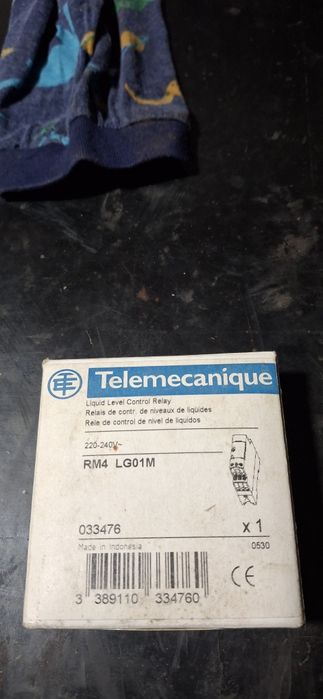 Telemecanique
Liquid Level Control Relay
Relais de contr. de niveaux de liquides
Rele de control de nivel de liquidos
220-240V~
RM4 LG01M
033476 x 1
Made in Indonesia 0530
3 389110 334760 CE